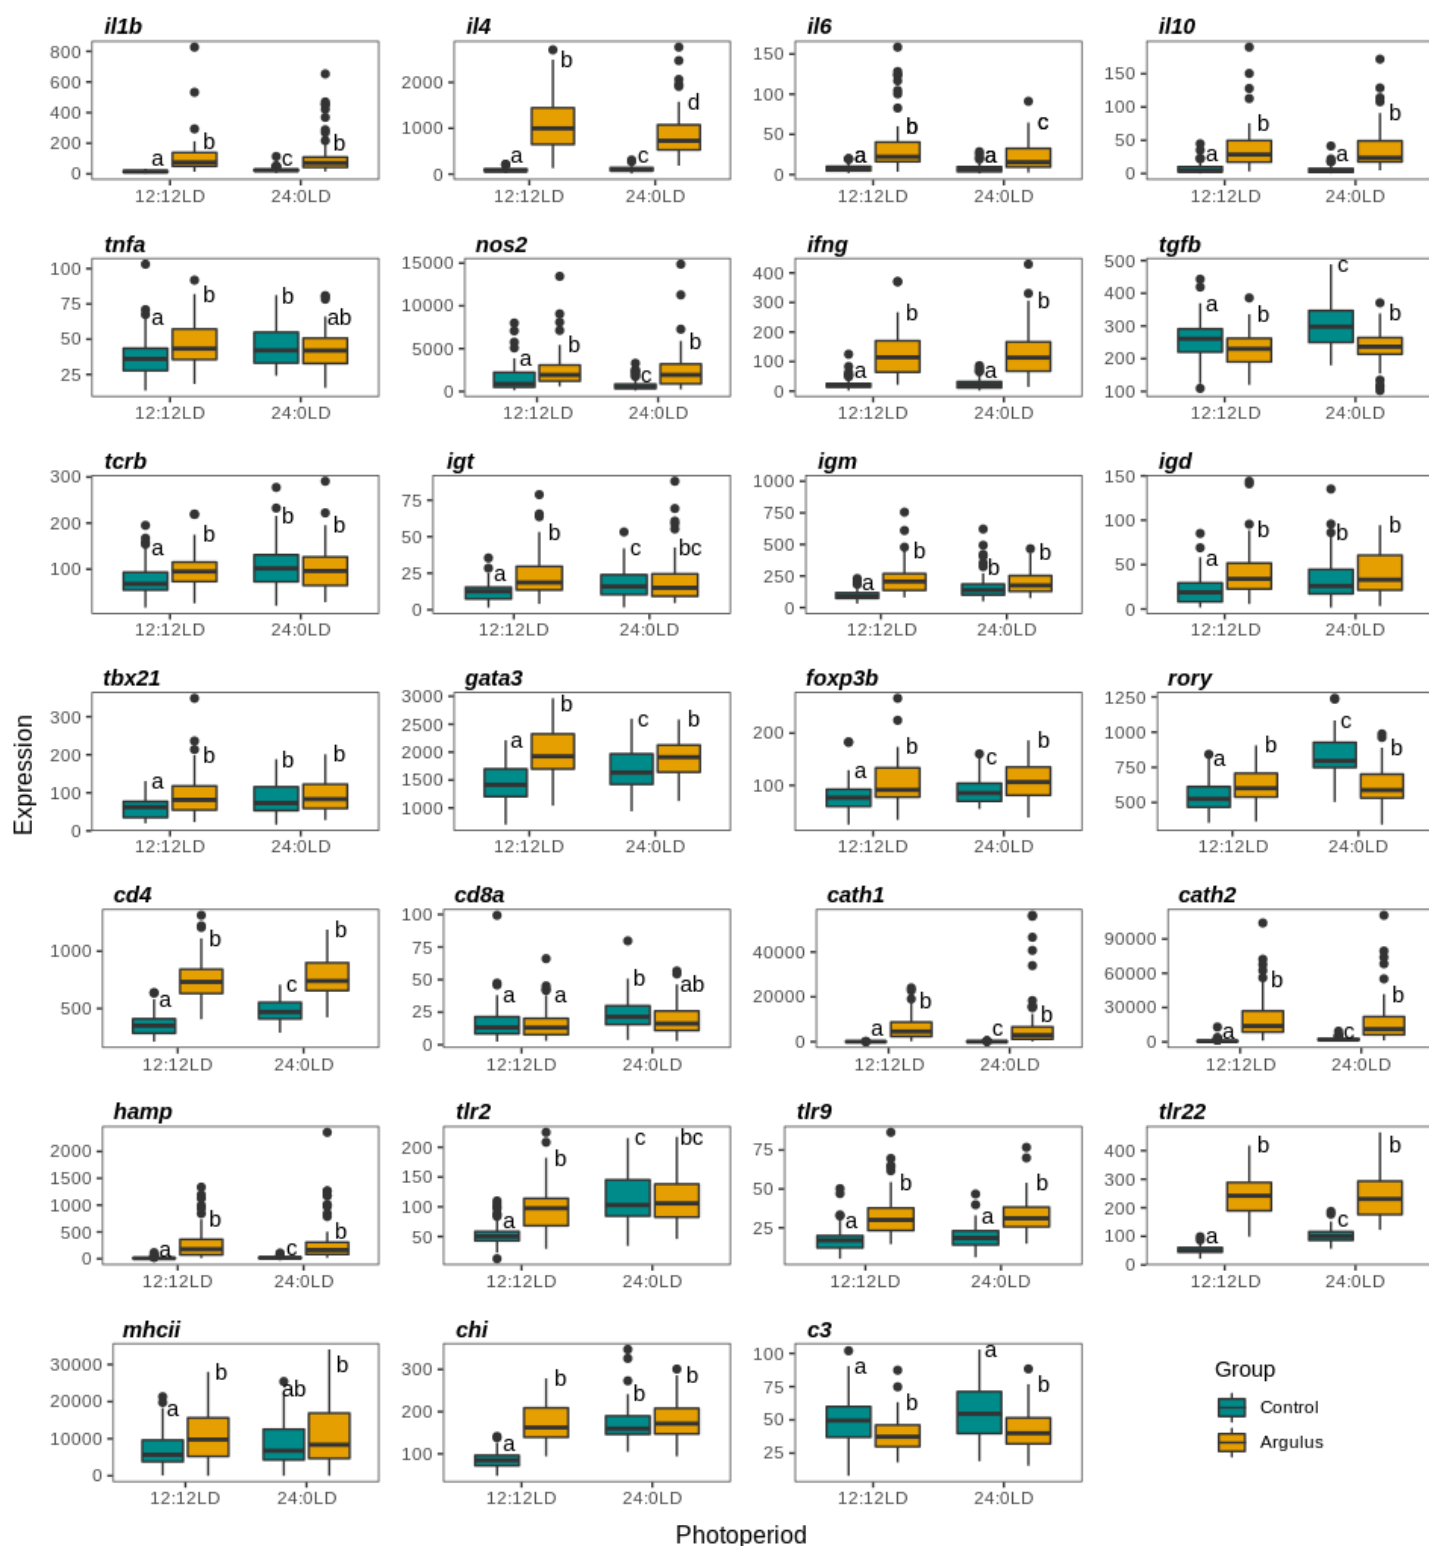 il1b
il4
il6
il10
800
600
400
200
0
a
b
c
b
12:12LD
24:0LD
2000
1000
0
a
b
c
d
12:12LD
24:0LD
150
100
50
0
a
b
a
c
12:12LD
24:0LD
150
100
50
0
a
b
a
b
12:12LD
24:0LD
tnfa
nos2
ifng
tgfb
100
75
50
25
a
b
b
ab
12:12LD
24:0LD
15000
10000
5000
0
a
b
c
b
12:12LD
24:0LD
400
300
200
100
0
a
b
a
b
12:12LD
24:0LD
500
400
300
200
100
a
b
c
b
12:12LD
24:0LD
tcrb
igt
igm
igd
300
200
100
a
b
b
b
12:12LD
24:0LD
75
50
25
0
a
b
c
bc
12:12LD
24:0LD
1000
750
500
250
0
a
b
b
b
12:12LD
24:0LD
150
100
50
0
a
b
b
b
12:12LD
24:0LD
tbx21
gata3
foxp3b
rory
Expression
300
200
100
0
a
b
b
b
12:12LD
24:0LD
3000
2500
2000
1500
1000
a
b
c
b
12:12LD
24:0LD
200
100
a
b
c
b
12:12LD
24:0LD
1250
1000
750
500
a
b
c
b
12:12LD
24:0LD
cd4
cd8a
cath1
cath2
1000
500
a
b
c
b
12:12LD
24:0LD
100
75
50
25
0
a
a
b
ab
12:12LD
24:0LD
40000
20000
0
a
b
c
b
12:12LD
24:0LD
90000
60000
30000
0
a
b
c
b
12:12LD
24:0LD
hamp
tlr2
tlr9
tlr22
2000
1500
1000
500
0
a
b
c
b
12:12LD
24:0LD
200
150
100
50
a
b
c
bc
12:12LD
24:0LD
75
50
25
a
b
a
b
12:12LD
24:0LD
400
300
200
100
0
a
b
c
b
12:12LD
24:0LD
mhcii
chi
c3
30000
20000
10000
0
a
b
ab
b
12:12LD
24:0LD
300
200
100
a
b
b
b
12:12LD
24:0LD
100
75
50
25
a
b
a
b
12:12LD
24:0LD
Group
Control
Argulus
Photoperiod